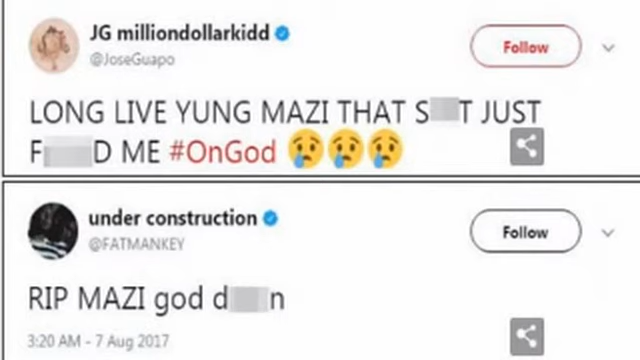 JG milliondollarkidd
@JoseGuapo
Follow
LONG LIVE YUNG MAZI THAT S T JUST
F D ME #OnGod 😢😢😢
under construction
@FATMANKEY
Follow
RIP MAZI god d n
3:20 AM - 7 Aug 2017